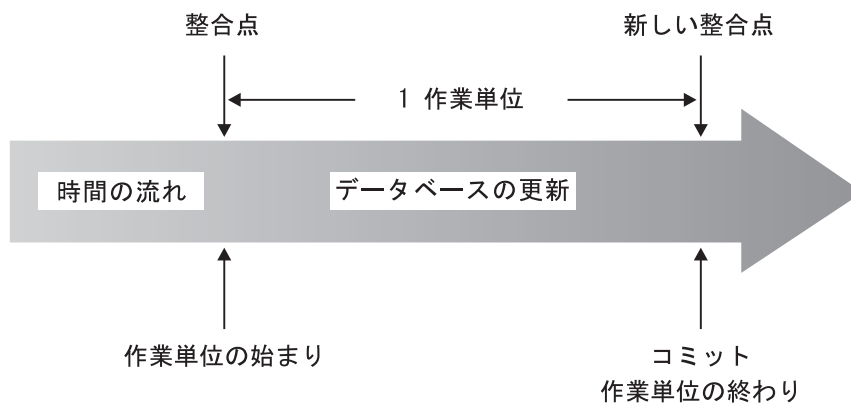 整合点
新しい整合点
1 作業単位
時間の流れ
データベースの更新
作業単位の始まり
コミット
作業単位の終わり